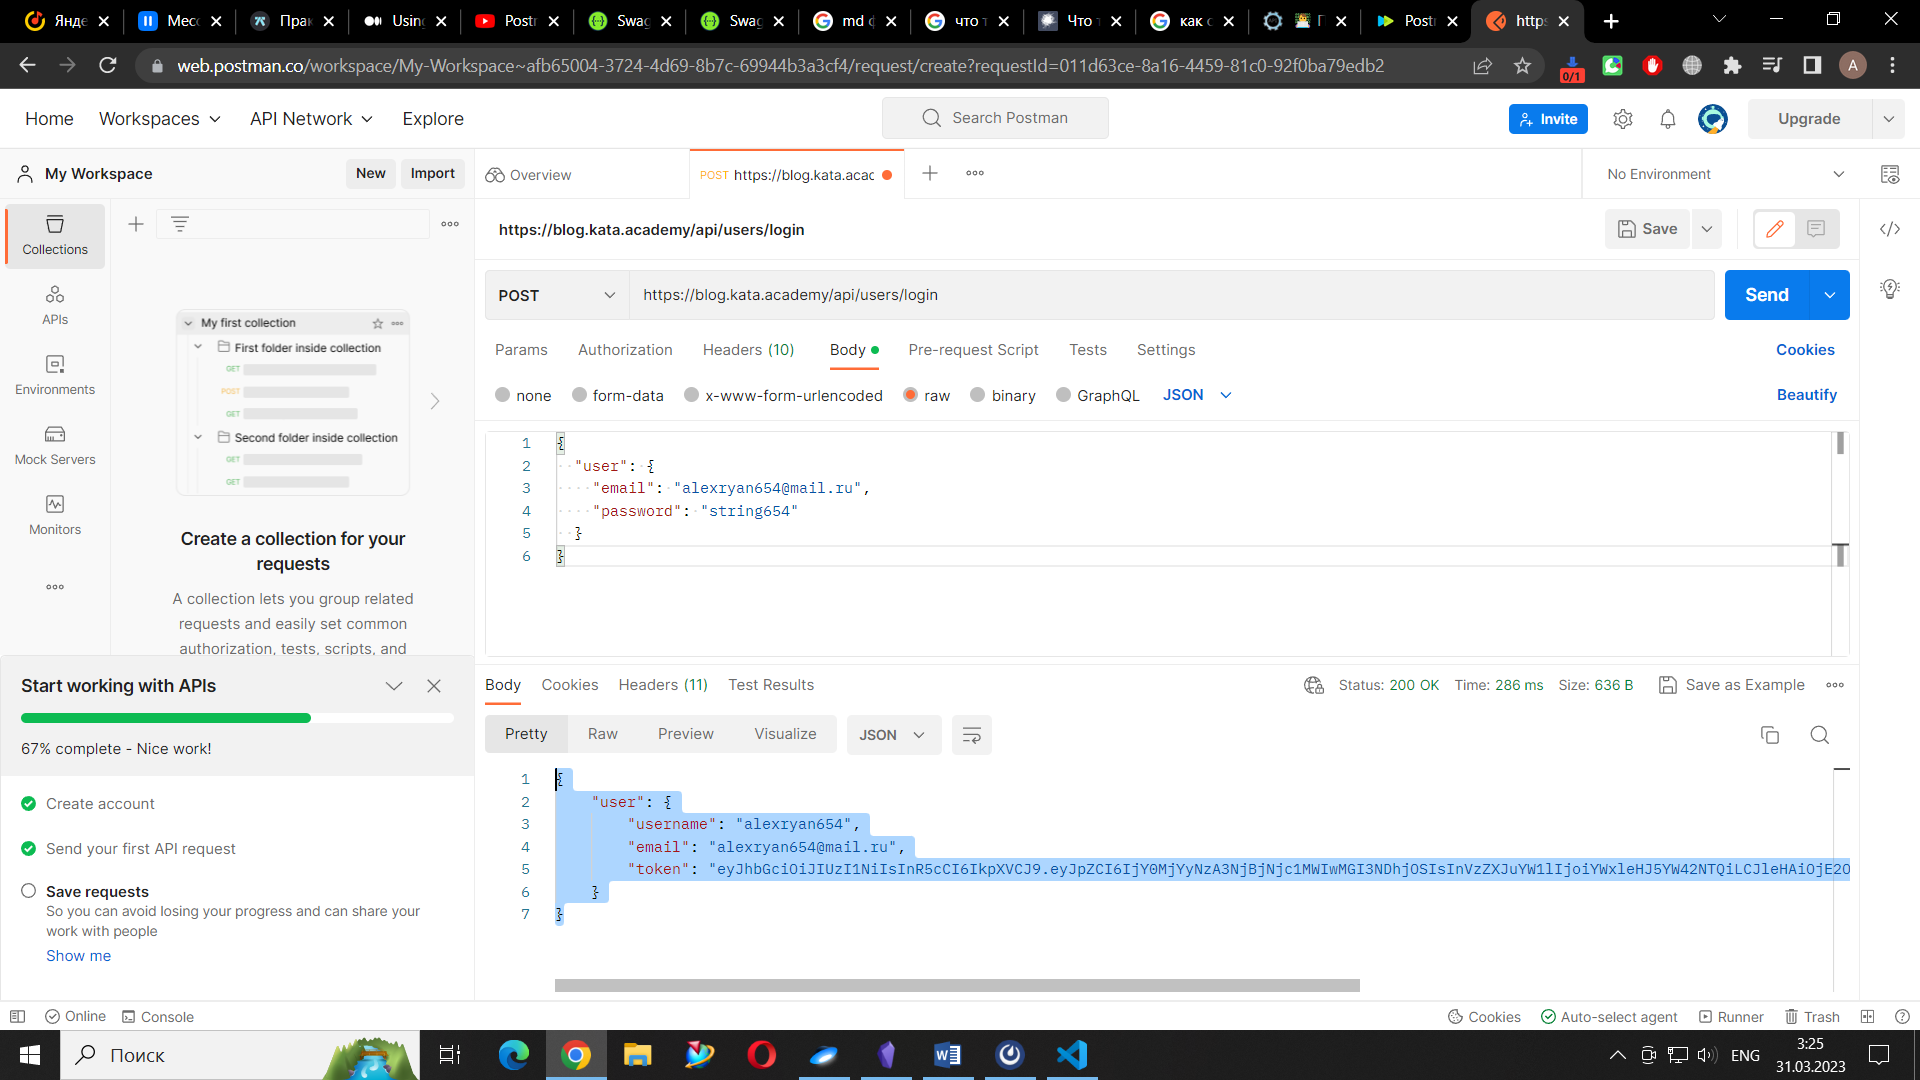 Янде
Месс
Прак
Using
Postn
Swag
Swag
md ф
что т
Что т
как с
Postn
https
web.postman.co/workspace/My-Workspace~afb65004-3724-4d69-8b7c-69944b3a3cf4/request/create?requestId=011d63ce-8a16-4459-81c0-92f0ba79edb2
0/1
A
Home
Workspaces
API Network
Explore
Search Postman
Invite
Upgrade
My Workspace
New
Import
Overview
POST https://blog.kata.acac
No Environment
Collections
APIs
Environments
Mock Servers
Monitors
My first collection
First folder inside collection
GET
POST
GET
Second folder inside collection
GET
GET
Create a collection for your
requests
A collection lets you group related
requests and easily set common
authorization, tests, scripts, and
https://blog.kata.academy/api/users/login
Save
POST
https://blog.kata.academy/api/users/login
Send
Params
Authorization
Headers (10)
Body
Pre-request Script
Tests
Settings
Cookies
none
form-data
x-www-form-urlencoded
raw
binary
GraphQL
JSON
Beautify
1 {
2 "user": {
3 "email": "alexryan654@mail.ru",
4 "password": "string654"
5 }
6 }
Start working with APIs
67% complete - Nice work!
Create account
Send your first API request
Save requests
So you can avoid losing your progress and can share your
work with people
Show me
Body
Cookies
Headers (11)
Test Results
Status: 200 OK
Time: 286 ms
Size: 636 B
Save as Example
Pretty
Raw
Preview
Visualize
JSON
1 {
2 "user": {
3 "username": "alexryan654",
4 "email": "alexryan654@mail.ru",
5 "token": "eyJhbGciOiJIUzI1NiIsInR5cCI6IkpXVCJ9.eyJpZCI6IjY0MjYyNzA3NjBjNjc1MWIwMGI3NDhjOSIsInVzZXJuYW1lIjoiYWxleHJ5YW42NTQiLCJleHAiOjE2O
6 }
7 }
Online
Console
Cookies
Auto-select agent
Runner
Trash
Поиск
ENG
3:25
31.03.2023